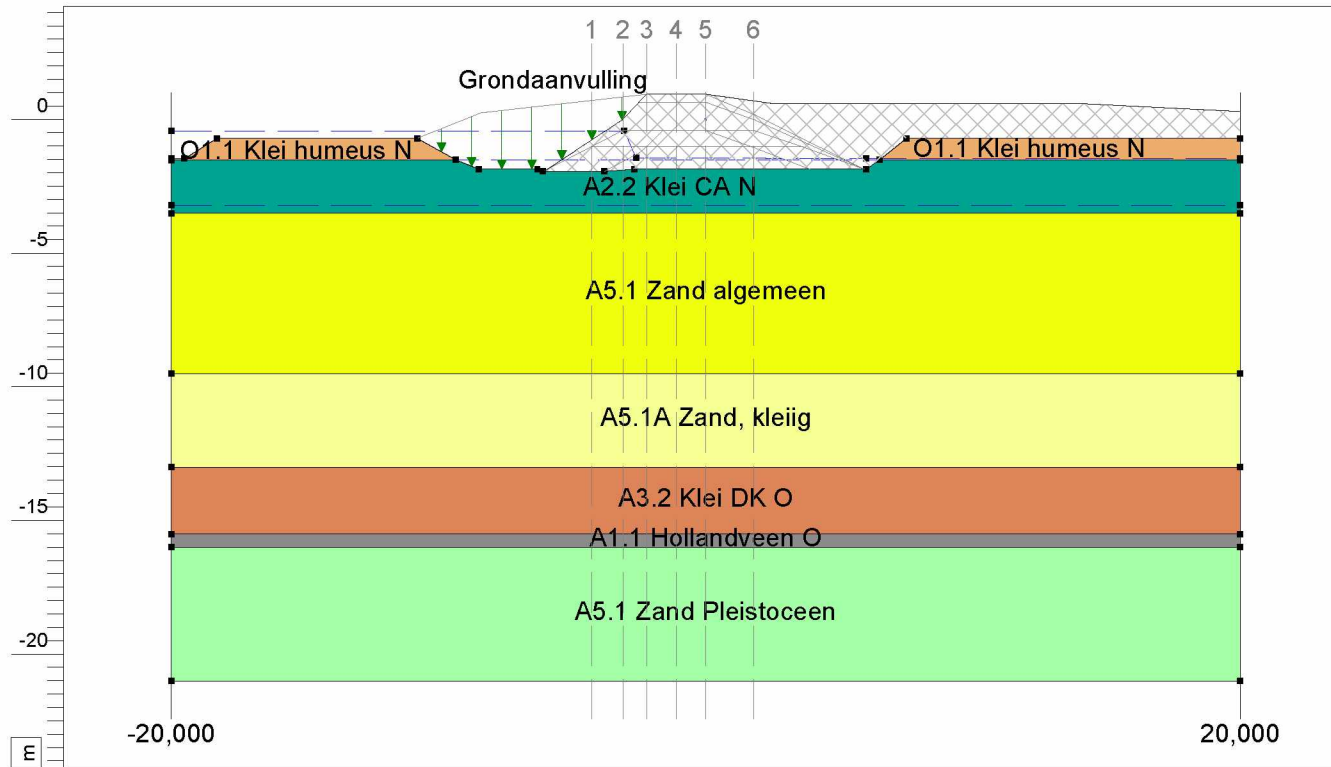 1 2 3 4 5 6
Grondaanvulling
0
O1.1 Klei humeus N
O1.1 Klei humeus N
A2.2 Klei CA N
-5
A5.1 Zand algemeen
-10
A5.1A Zand, kleiig
-15
A3.2 Klei DK O
A1.1 Hollandveen O
A5.1 Zand Pleistoceen
-20
-20,000
20,000
m